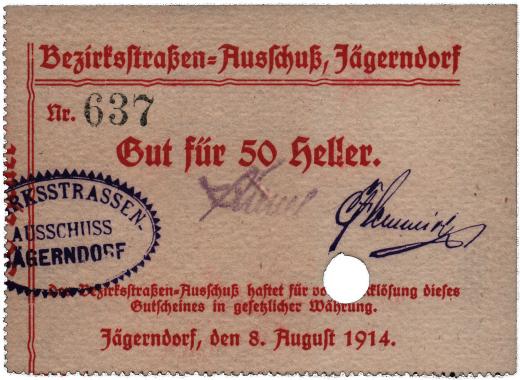 Bezirksstraßen=Ausschuß, Jägerndorf
Nr. 637
Gut für 50 Heller.
RKSSTRASSEN-
AUSSCHUSS
JÄGERNDORF
Der Bezirksstraßen=Ausschuß haftet für dieses
Gutscheines in gesetzlicher Währung.
Jägerndorf, den 8. August 1914.